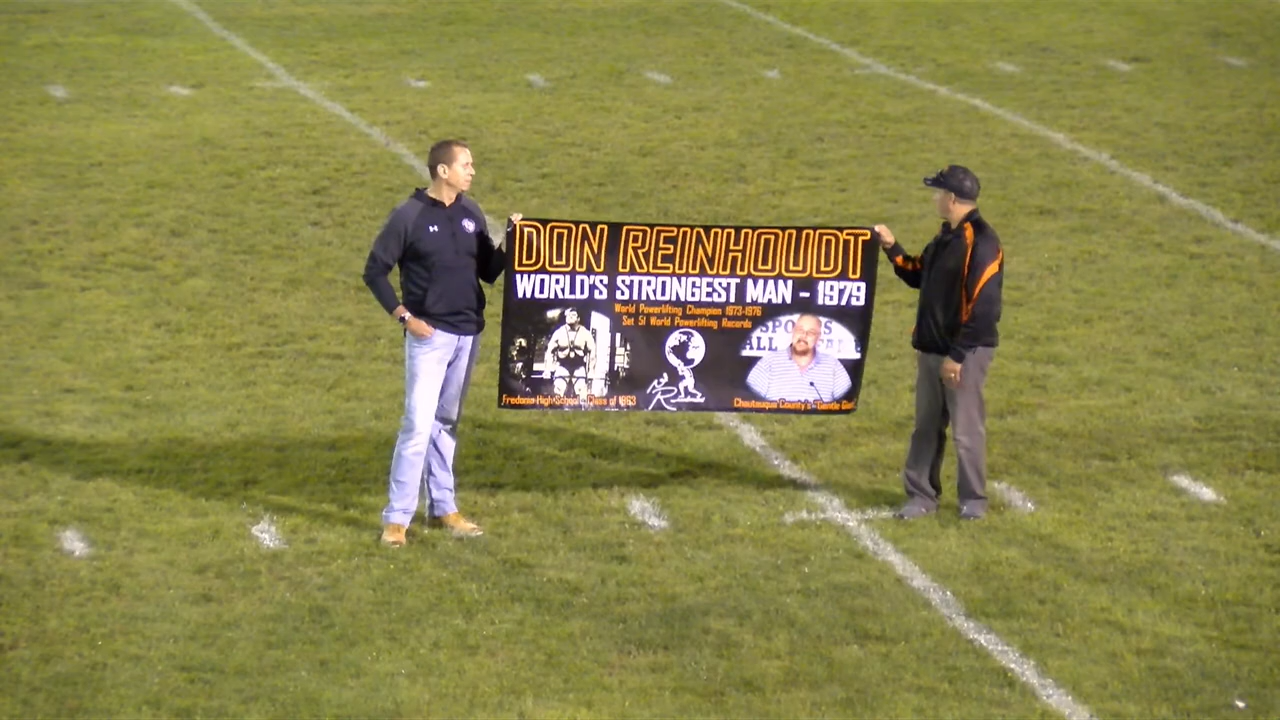 DON REINHOUDT
WORLD'S STRONGEST MAN - 1979
World Powerlifting Champion 1973-1976
Set 51 World Powerlifting Records
SPORTS
Fredonia High School - Class of 1963
Chautauqua County's "Gentle Giant"